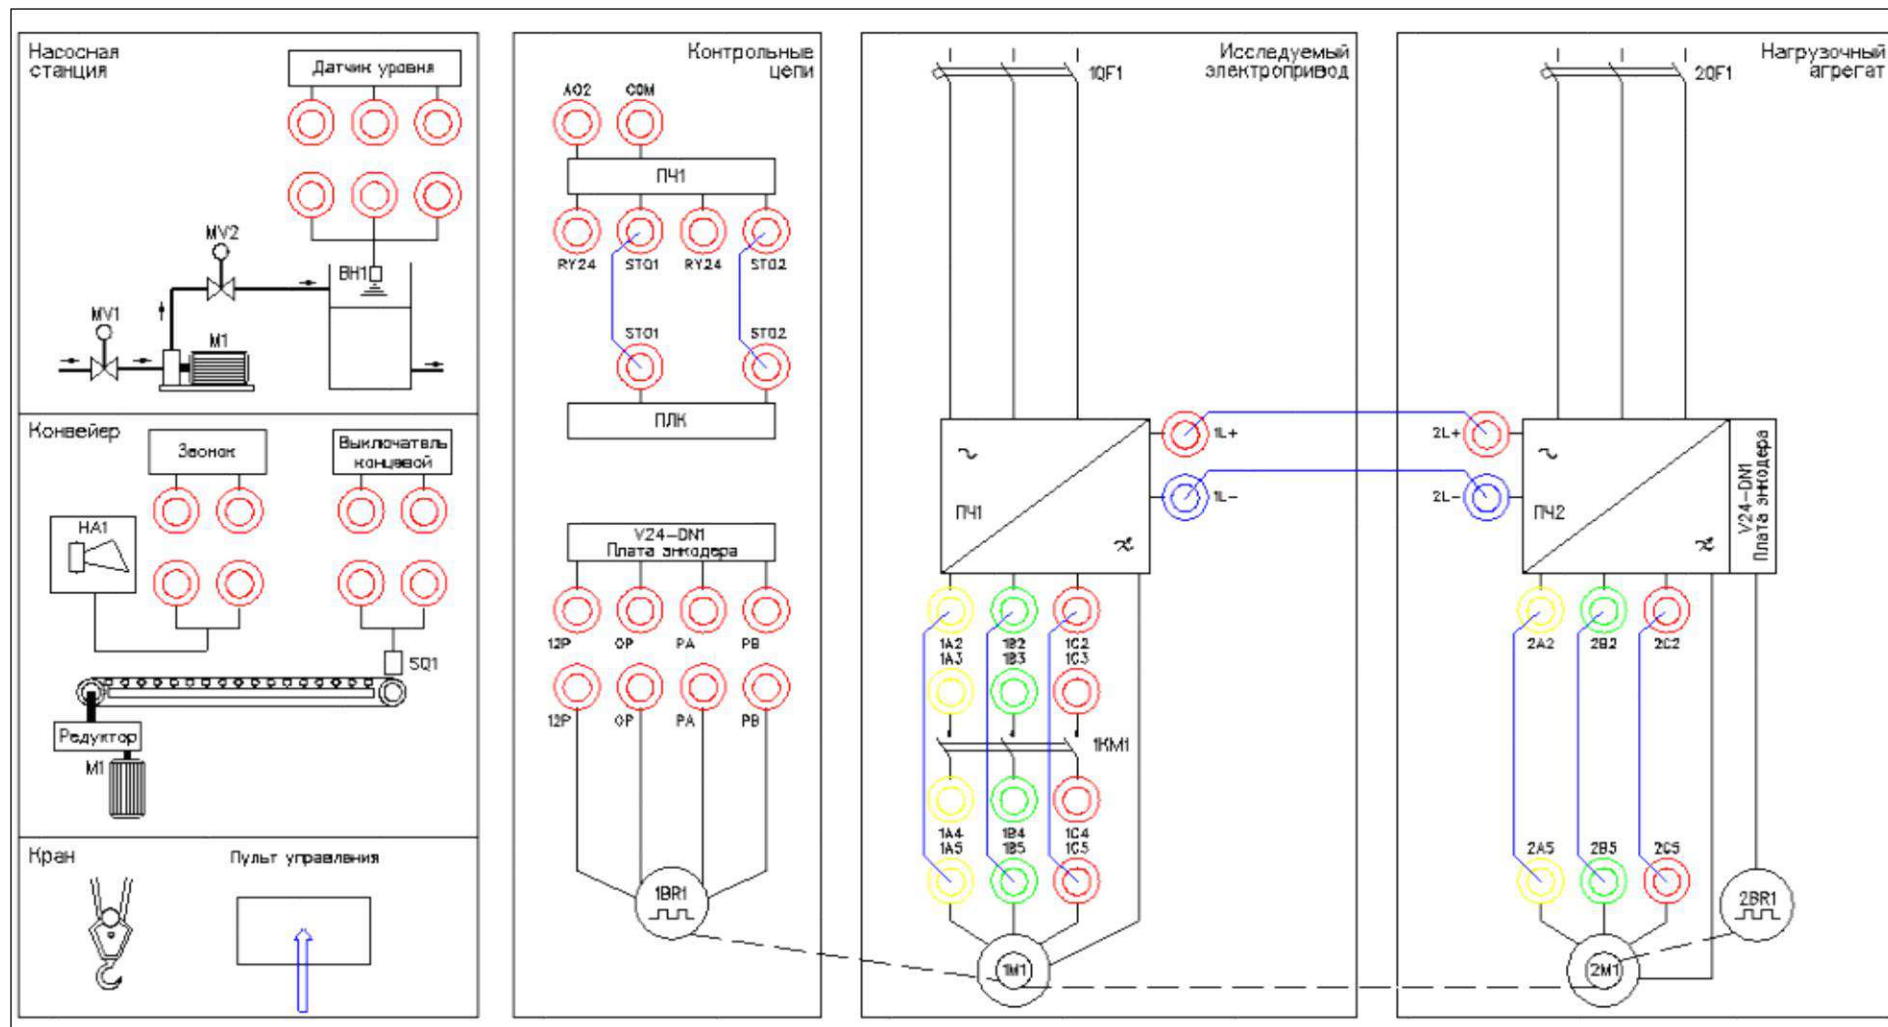 Насосная
станция
Датчик уровня
MV2
BH1
MV1
M1
Конвейер
Звонок
Выключатель
концевой
HA1
SQ1
Редуктор
M1
Кран
Пульт управления
Контрольные
цепи
AO2
COM
ПЧ1
RY24
STO1
RY24
STO2
STO1
STO2
ПЛК
V24-DN1
Плата энкодера
12P
OP
PA
PB
12P
OP
PA
PB
1BR1
Исследуемый
электропривод
1QF1
1L+
1L-
ПЧ1
1A2
1B2
1C2
1A3
1B3
1C3
1KM1
1A4
1B4
1C4
1A5
1B5
1C5
1M1
Нагрузочный
агрегат
2QF1
2L+
2L-
ПЧ2
V24-DN1
Плата энкодера
2A2
2B2
2C2
2A5
2B5
2C5
2BR1
2M1